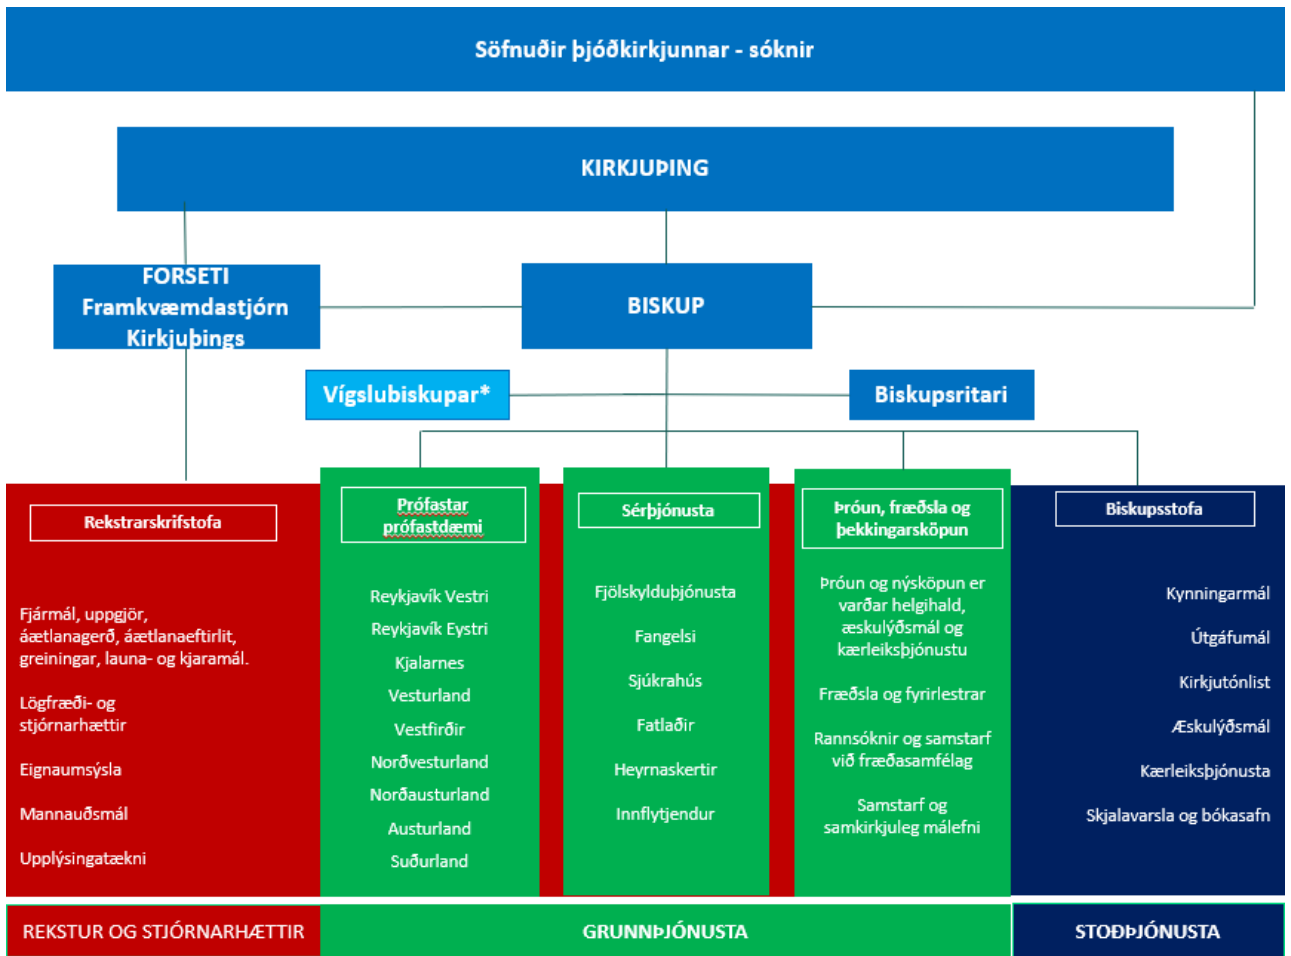 Söfnuðir þjóðkirkjunnar - sóknir
KIRKJUÞING
FORSETI
Framkvæmdastjórn
Kirkjuþings
BISKUP
Vígslubiskupar*
Biskupsritari
Rekstrarskrifstofa
Fjármál, uppgjör,
áætlanagerð, áætlanaeftirlit,
greiningar, launa- og kjaramál.
Lögfræði- og
stjórnarhættir
Eignaumsýsla
Mannauðsmál
Upplýsingatækni
Prófastar
prófastdæmi
Reykjavík Vestri
Reykjavík Eystri
Kjalarnes
Vesturland
Vestfirðir
Norðvesturland
Norðausturland
Austurland
Suðurland
Sérþjónusta
Fjölskylduþjónusta
Fangelsi
Sjúkrahús
Fatlaðir
Heyrnaskertir
Innflytjendur
Þróun, fræðsla og
þekkingarsköpun
Þróun og nýsköpun er
varðar helgihald,
æskulýðsmál og
kærleiksþjónustu
Fræðsla og fyrirlestrar
Rannsóknir og samstarf
við fræðasamfélag
Samstarf og
samkirkjuleg málefni
Biskupsstofa
Kynningarmál
Útgáfumál
Kirkjutónlist
Æskulýðsmál
Kærleiksþjónusta
Skjalavarsla og bókasafn
REKSTUR OG STJÓRNARHÆTTIR
GRUNNÞJÓNUSTA
STOÐÞJÓNUSTA